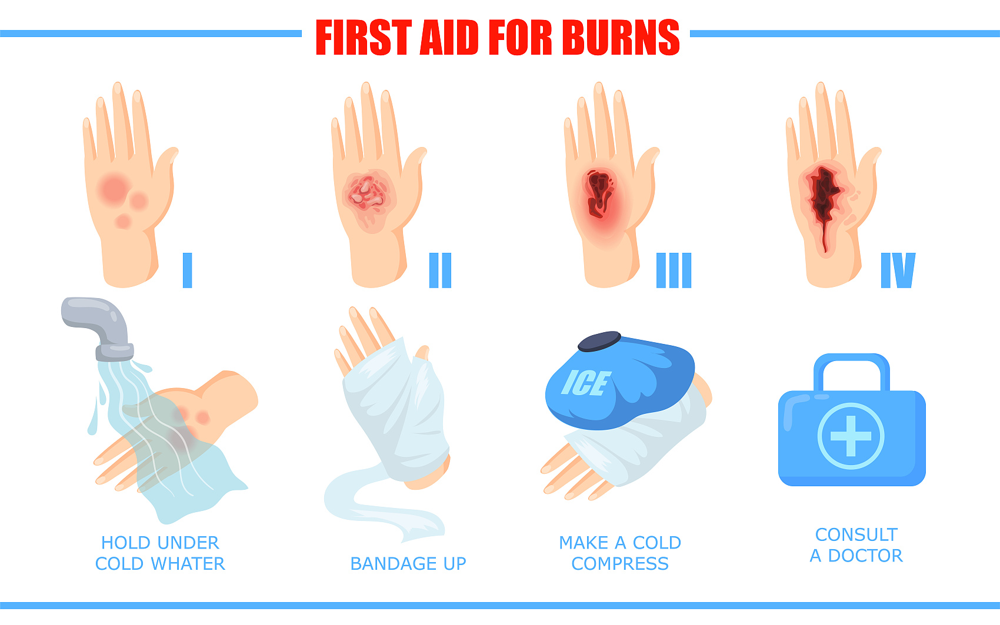 FIRST AID FOR BURNS
I
II
III
IV
ICE
HOLD UNDER
COLD WHATER
BANDAGE UP
MAKE A COLD
COMPRESS
CONSULT
A DOCTOR